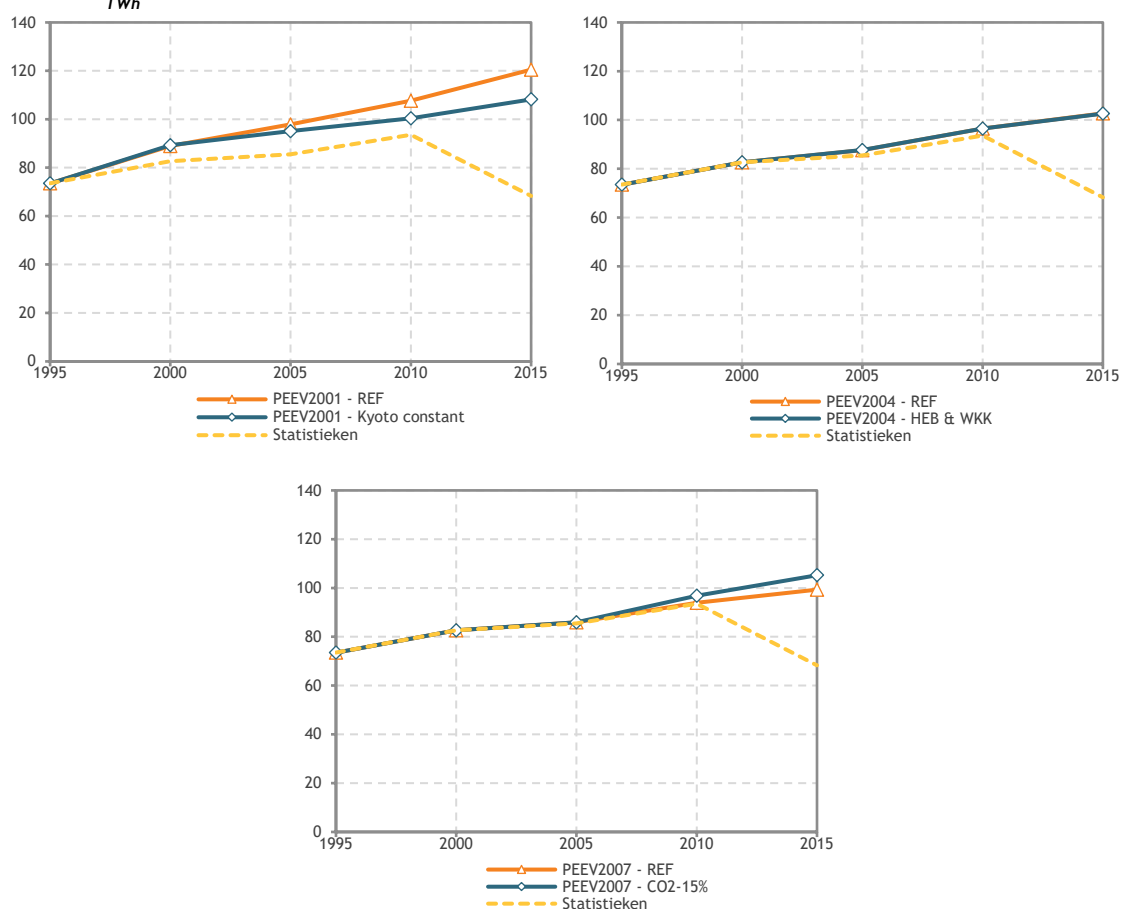 TWh
140
120
100
80
60
40
20
0
1995 2000 2005 2010 2015
PEEV2001 - REF
PEEV2001 - Kyoto constant
Statistieken
140
120
100
80
60
40
20
0
1995 2000 2005 2010 2015
PEEV2004 - REF
PEEV2004 - HEB & WKK
Statistieken
140
120
100
80
60
40
20
0
1995 2000 2005 2010 2015
PEEV2007 - REF
PEEV2007 - CO2-15%
Statistieken